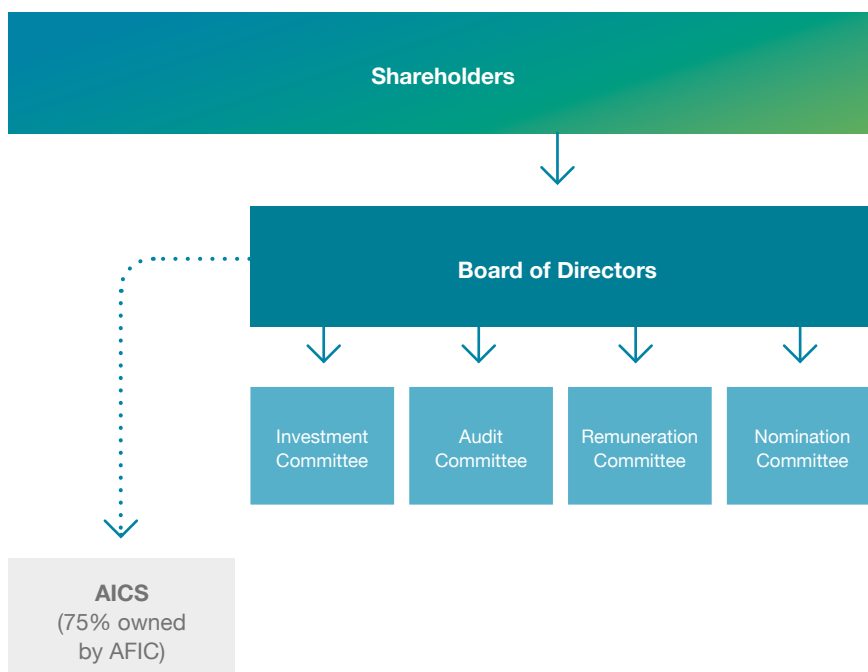 Shareholders
Board of Directors
Investment
Committee
Audit
Committee
Remuneration
Committee
Nomination
Committee
AICS
(75% owned
by AFIC)